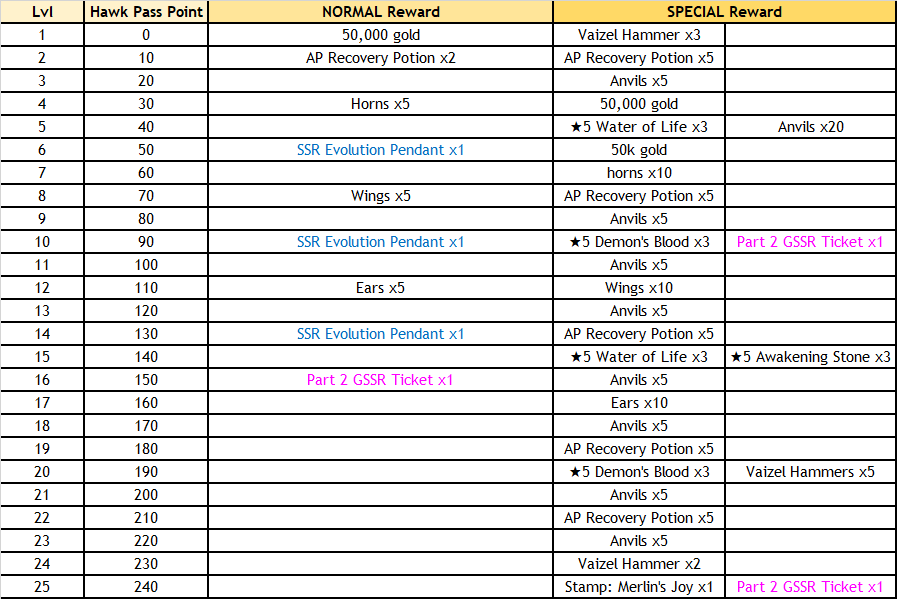 Lvl Hawk Pass Point NORMAL Reward SPECIAL Reward
1 0 50,000 gold Vaizel Hammer x3
2 10 AP Recovery Potion x2 AP Recovery Potion x5
3 20 Anvils x5
4 30 Horns x5 50,000 gold
5 40 ★5 Water of Life x3 Anvils x20
6 50 SSR Evolution Pendant x1 50k gold
7 60 horns x10
8 70 Wings x5 AP Recovery Potion x5
9 80 Anvils x5
10 90 SSR Evolution Pendant x1 ★5 Demon's Blood x3 Part 2 GSSR Ticket x1
11 100 Anvils x5
12 110 Ears x5 Wings x10
13 120 Anvils x5
14 130 SSR Evolution Pendant x1 AP Recovery Potion x5
15 140 ★5 Water of Life x3 ★5 Awakening Stone x3
16 150 Part 2 GSSR Ticket x1 Anvils x5
17 160 Ears x10
18 170 Anvils x5
19 180 AP Recovery Potion x5
20 190 ★5 Demon's Blood x3 Vaizel Hammers x5
21 200 Anvils x5
22 210 AP Recovery Potion x5
23 220 Anvils x5
24 230 Vaizel Hammer x2
25 240 Stamp: Merlin's Joy x1 Part 2 GSSR Ticket x1